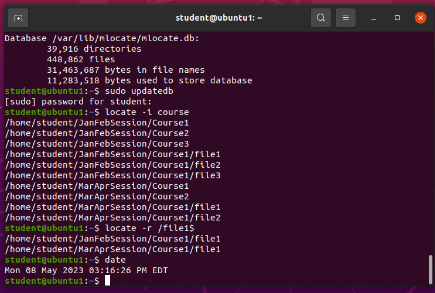 student@ubuntu1: ~
Database /var/lib/mlocate/mlocate.db:
39,916 directories
448,862 files
31,463,687 bytes in file names
11,283,518 bytes used to store database
student@ubuntu1:~$ sudo updatedb
[sudo] password for student:
student@ubuntu1:~$ locate -i course
/home/student/JanFebSession/Course1
/home/student/JanFebSession/Course2
/home/student/JanFebSession/Course3
/home/student/JanFebSession/Course1/file1
/home/student/JanFebSession/Course1/file2
/home/student/JanFebSession/Course1/file3
/home/student/MarAprSession/Course1
/home/student/MarAprSession/Course2
/home/student/MarAprSession/Course1/file1
/home/student/MarAprSession/Course1/file2
student@ubuntu1:~$ locate -r /file1$
/home/student/JanFebSession/Course1/file1
/home/student/MarAprSession/Course1/file1
student@ubuntu1:~$ date
Mon 08 May 2023 03:16:26 PM EDT
student@ubuntu1:~$